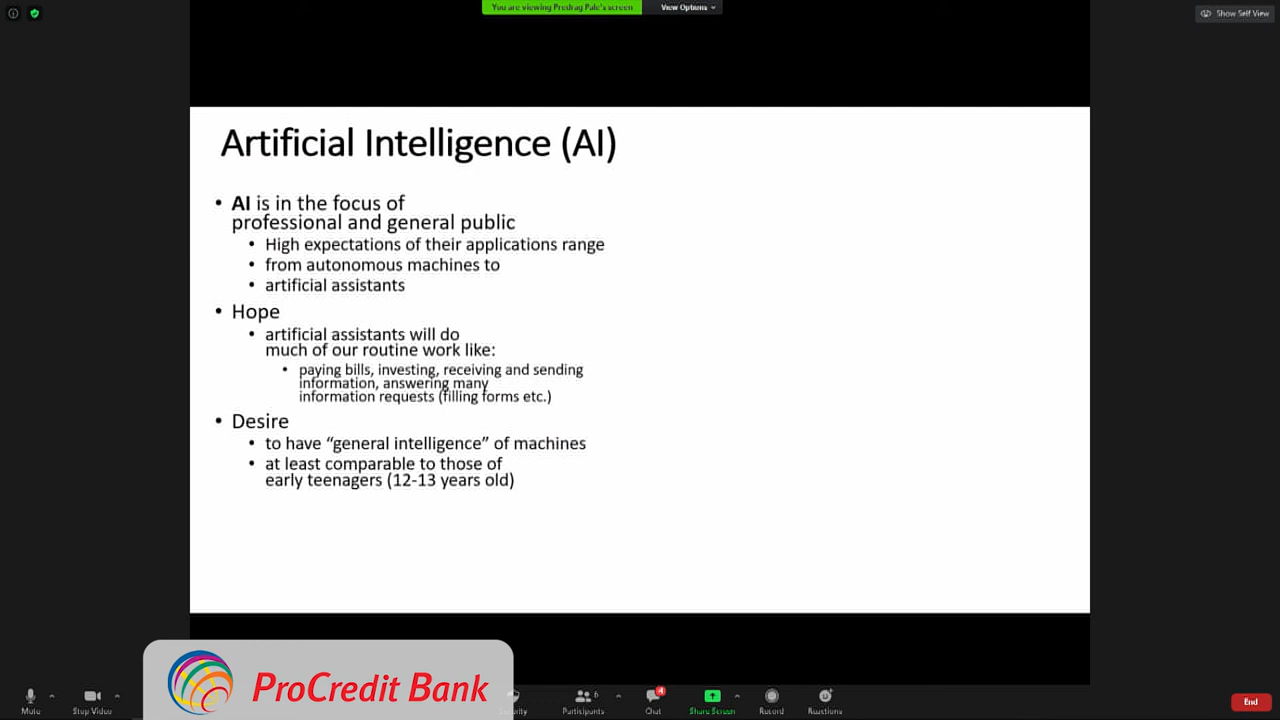 You are viewing Predrag Pale's screen
View Options
Show Self View
Artificial Intelligence (AI)
• AI is in the focus of
professional and general public
• High expectations of their applications range
• from autonomous machines to
• artificial assistants
• Hope
• artificial assistants will do
much of our routine work like:
• paying bills, investing, receiving and sending
information, answering many
information requests (filling forms etc.)
• Desire
• to have “general intelligence” of machines
• at least comparable to those of
early teenagers (12-13 years old)
ProCredit Bank
Mute
Stop Video
urity
Participants
6
Chat
4
Share Screen
Record
Reactions
End